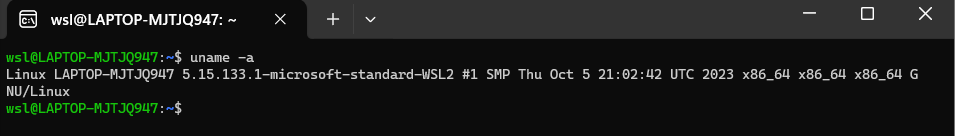 wsl@LAPTOP-MJTJQ947: ~
wsl@LAPTOP-MJTJQ947:~$ uname -a
Linux LAPTOP-MJTJQ947 5.15.133.1-microsoft-standard-WSL2 #1 SMP Thu Oct 5 21:02:42 UTC 2023 x86_64 x86_64 x86_64 G
NU/Linux
wsl@LAPTOP-MJTJQ947:~$